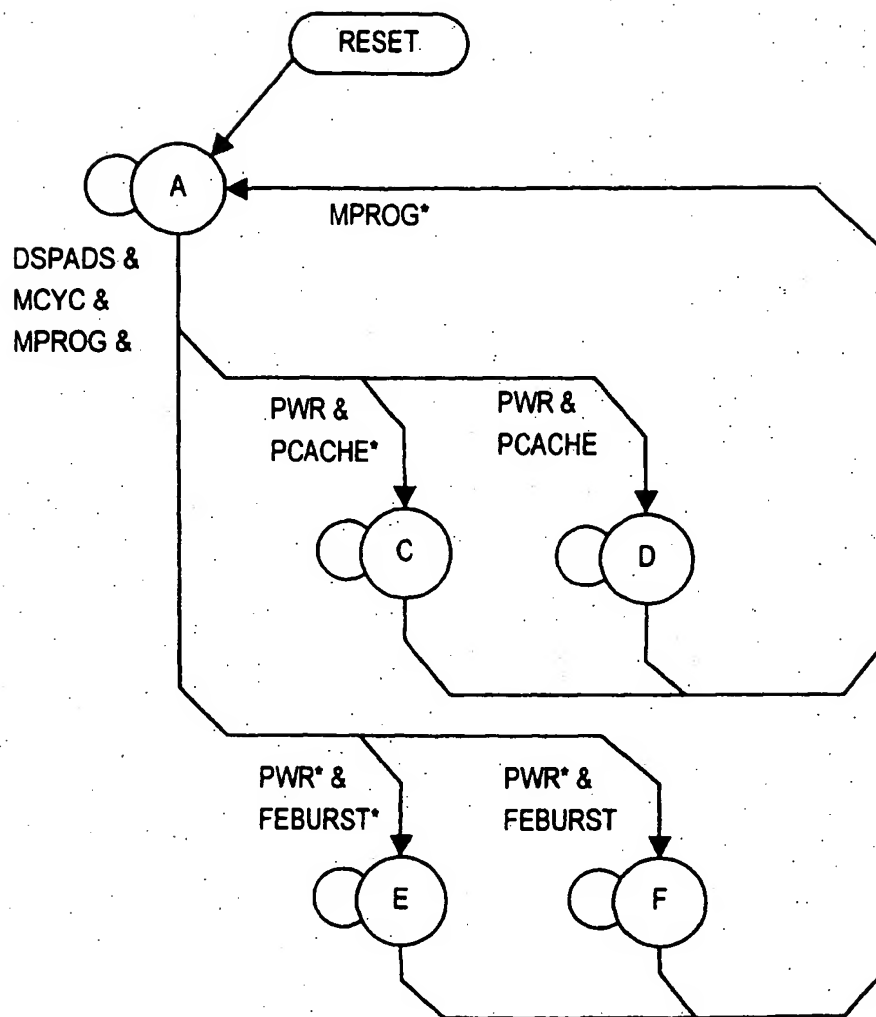 RESET
A
MPROG*
DSPADS &
MCYC &
MPROG &
PWR &
PCACHE*
PWR &
PCACHE
C
D
PWR* &
FEBURST*
PWR* &
FEBURST
E
F